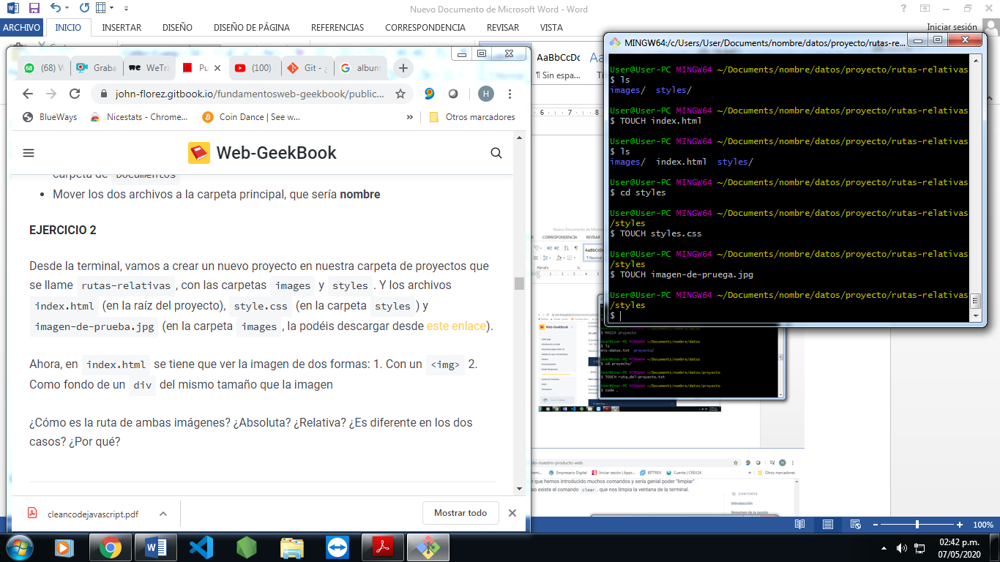 Nuevo Documento de Microsoft Word - Word
ARCHIVO INICIO INSERTAR DISEÑO DISEÑO DE PÁGINA REFERENCIAS CORRESPONDENCIA REVISAR VISTA
Iniciar sesión
AaBbCcDc
¶ Sin espa...
(68) W
Graba
WeTra
Pu
(100)
Git -
album
john-florez.gitbook.io/fundamentosweb-geekbook/public...
H
BlueWays Nicestats - Chrome... Coin Dance | See w... » Otros marcadores
Web-GeekBook
Carpeta de Documentos
• Mover los dos archivos a la carpeta principal, que sería nombre
EJERCICIO 2
Desde la terminal, vamos a crear un nuevo proyecto en nuestra carpeta de proyectos que
se llame rutas-relativas , con las carpetas images y styles . Y los archivos
index.html (en la raíz del proyecto), style.css (en la carpeta styles ) y
imagen-de-prueba.jpg (en la carpeta images , la podéis descargar desde este enlace).
Ahora, en index.html se tiene que ver la imagen de dos formas: 1. Con un <img> 2.
Como fondo de un div del mismo tamaño que la imagen
¿Cómo es la ruta de ambas imágenes? ¿Absoluta? ¿Relativa? ¿Es diferente en los dos
casos? ¿Por qué?
cleancodejavascript.pdf
Mostrar todo
MINGW64:/c/Users/User/Documents/nombre/datos/proyecto/rutas-re...
User@User-PC MINGW64 ~/Documents/nombre/datos/proyecto/rutas-relativas
$ ls
images/ styles/
User@User-PC MINGW64 ~/Documents/nombre/datos/proyecto/rutas-relativas
$ TOUCH index.html
User@User-PC MINGW64 ~/Documents/nombre/datos/proyecto/rutas-relativas
$ ls
images/ index.html styles/
User@User-PC MINGW64 ~/Documents/nombre/datos/proyecto/rutas-relativas
$ cd styles
User@User-PC MINGW64 ~/Documents/nombre/datos/proyecto/rutas-relativas
/styles
$ TOUCH styles.css
User@User-PC MINGW64 ~/Documents/nombre/datos/proyecto/rutas-relativas
/styles
$ TOUCH imagen-de-pruega.jpg
User@User-PC MINGW64 ~/Documents/nombre/datos/proyecto/rutas-relativas
/styles
$
6 7 8
Nuevo Documento de Micros
CORRESPONDENCIA REVISAR
AaBbCcDc
¶ Normal
Párrafo
Web-GeekBook
$ MKDIR proyecto
User@User-PC MINGW64 ~/Documents/nombre/datos
$ ls
mis-datos.txt proyecto/
User@User-PC MINGW64 ~/Documents/nombre/datos
$ cd proyecto/
User@User-PC MINGW64 ~/Documents/nombre/datos/proyecto
$ TOUCH ruta_del-proyecto.txt
User@User-PC MINGW64 ~/Documents/nombre/datos/proyecto
$ code .
do-nuestro-producto-web
H
Empresario Digital Iniciar sesión | Apps... BITTREX Cuenta | CREX24 » Otros marcadores
r que hemos introducido muchos comandos y sería genial poder "limpiar"
so existe el comando clear , que nos limpia la ventana de la terminal.
CONTENTS
Introducción
Resumen de la sesión
100%
02:42 p.m.
07/05/2020